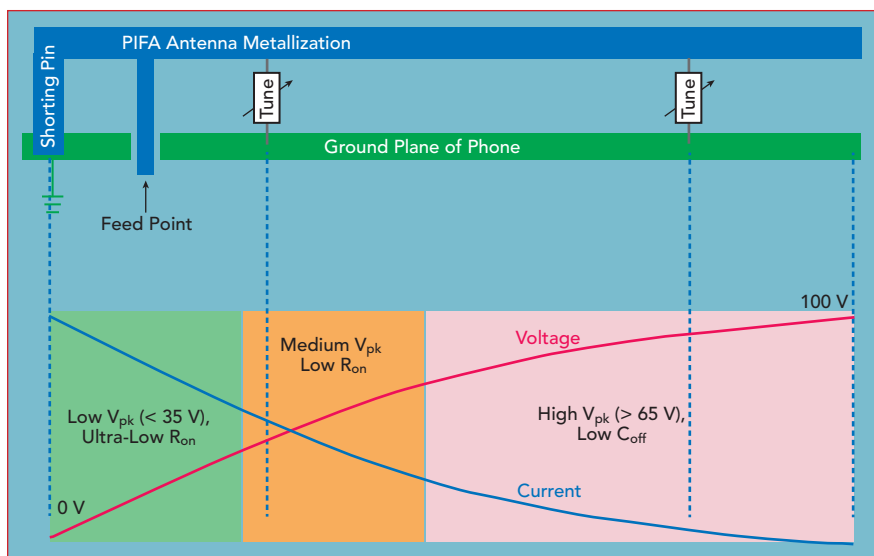 PIFA Antenna Metallization
Shorting Pin
Tune
Tune
Ground Plane of Phone
Feed Point
100 V
Voltage
Medium Vpk
Low Ron
Low Vpk (< 35 V),
Ultra-Low Ron
High Vpk (> 65 V),
Low Coff
Current
0 V